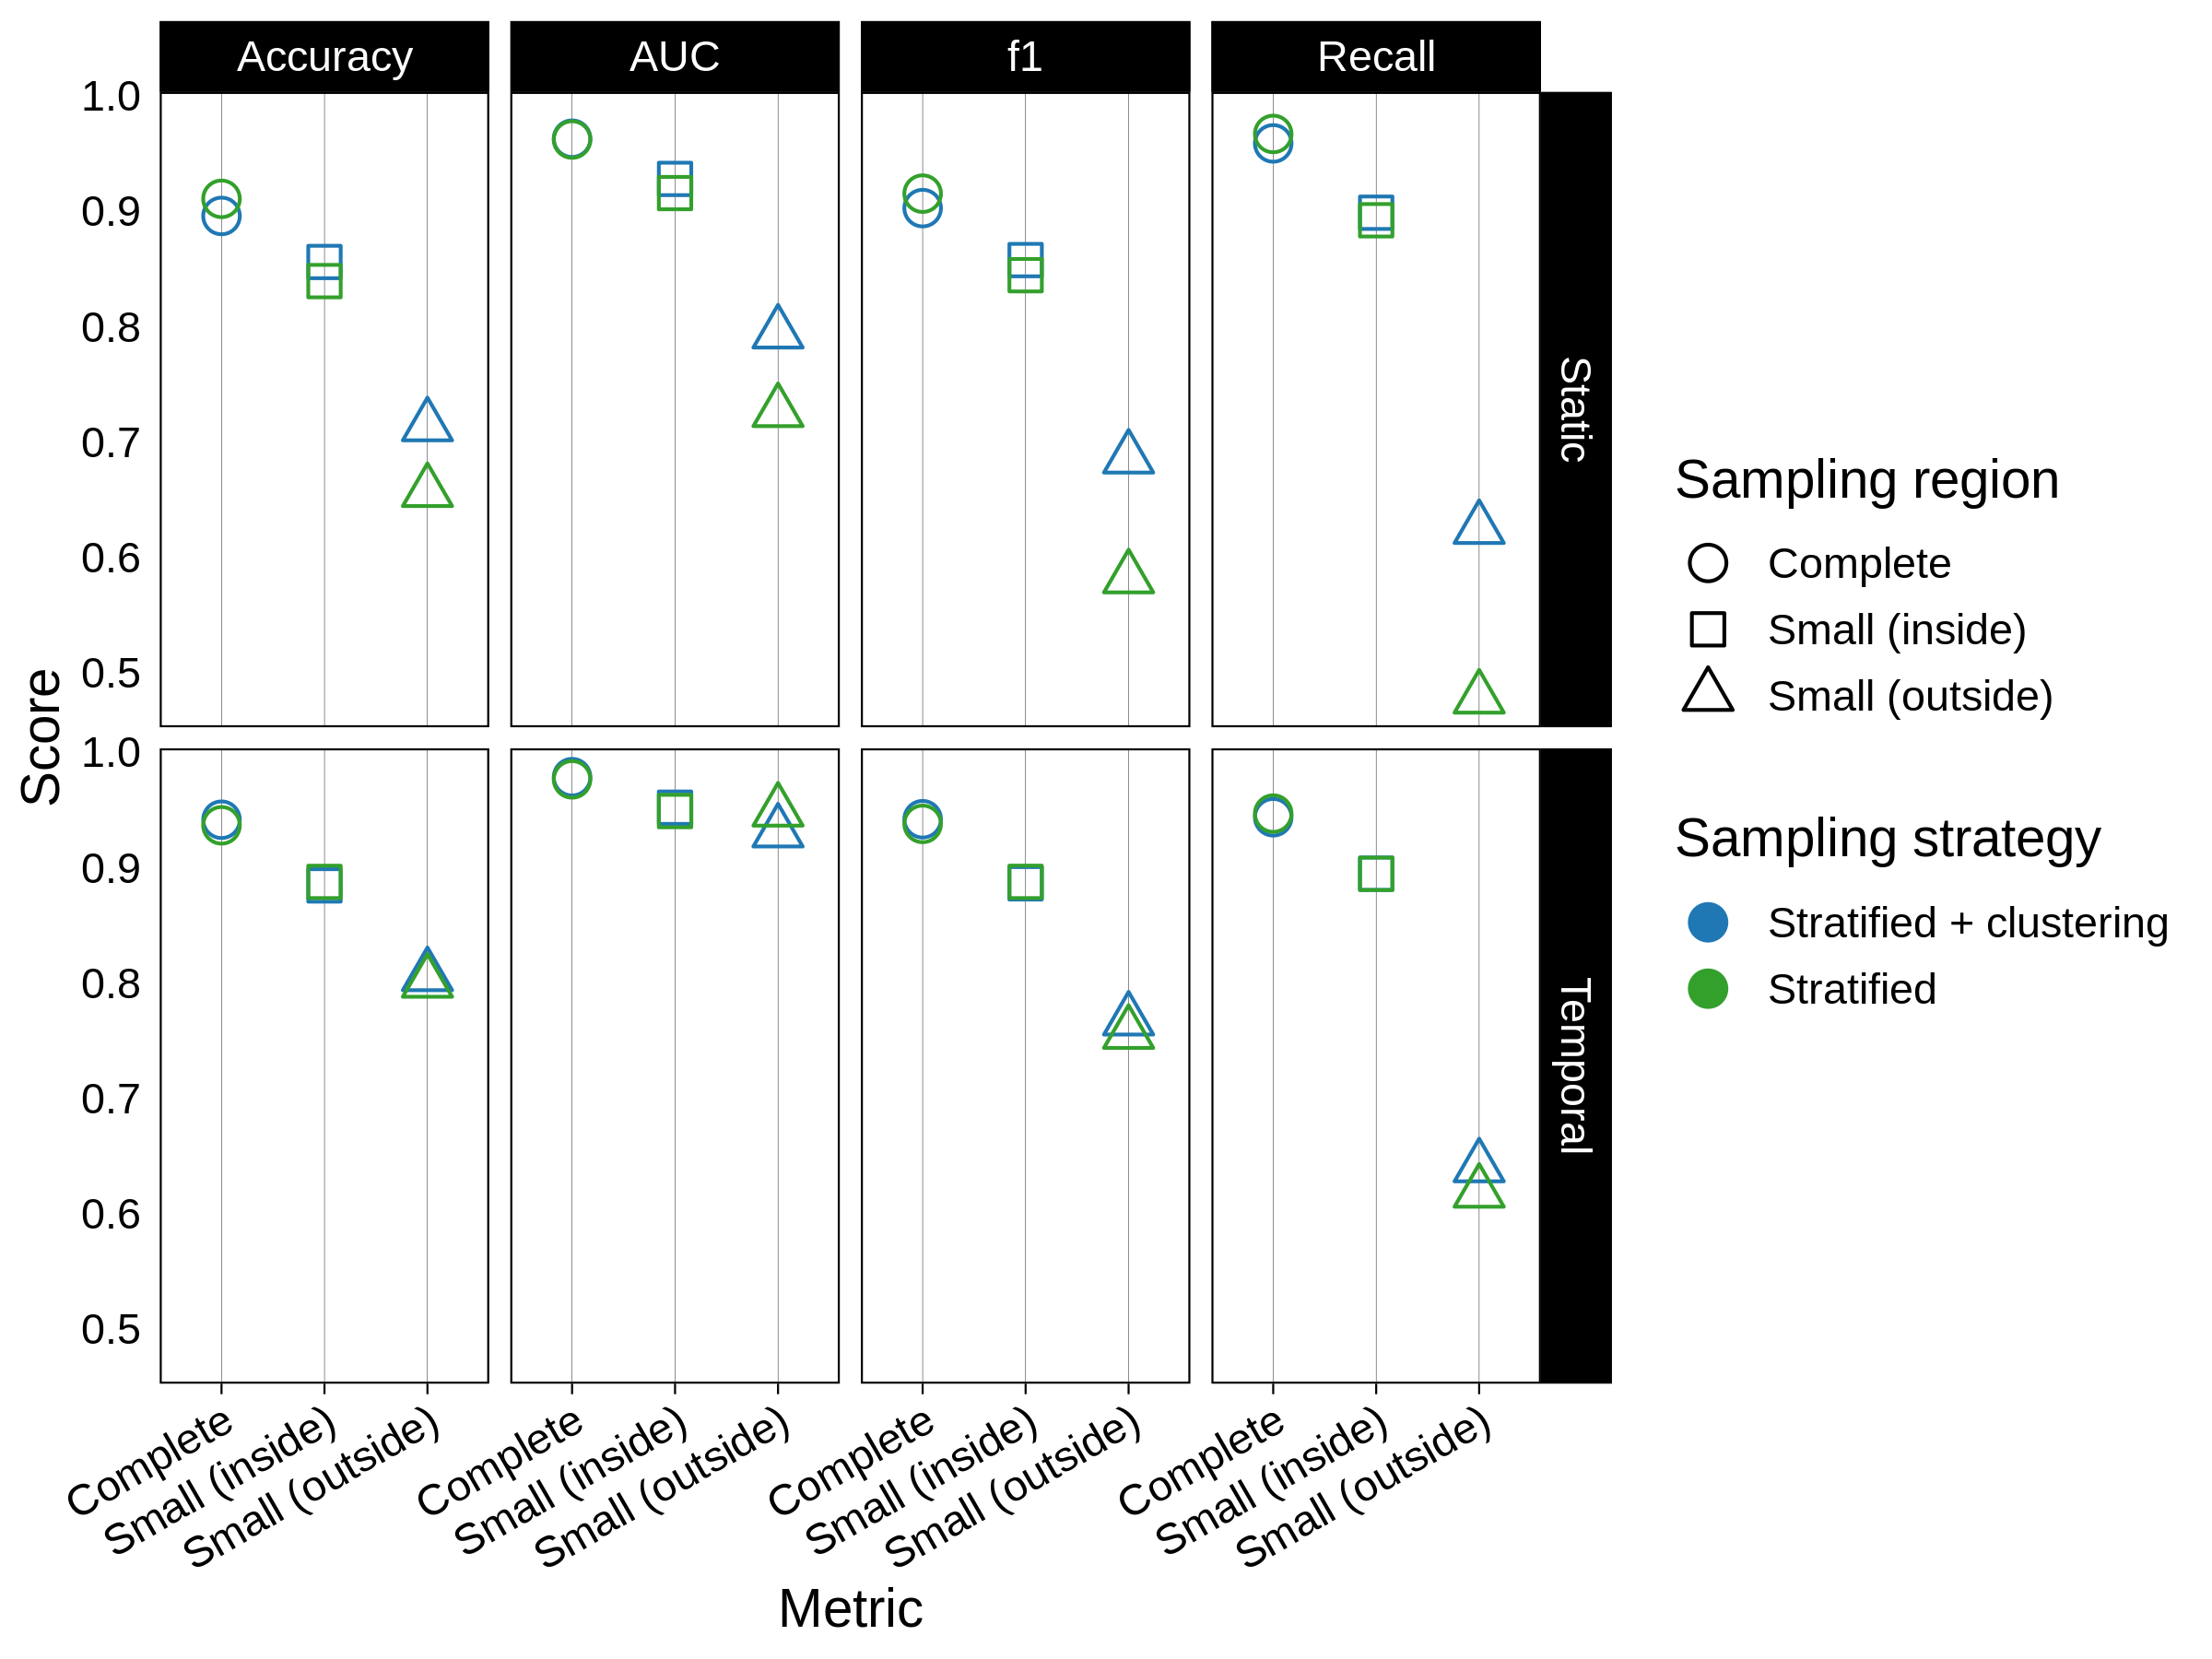 Accuracy
AUC
f1
Recall
1.0
0.9
0.8
0.7
0.6
0.5
Static
1.0
0.9
0.8
0.7
0.6
0.5
Temporal
Score
Complete
Small (inside)
Small (outside)
Complete
Small (inside)
Small (outside)
Complete
Small (inside)
Small (outside)
Complete
Small (inside)
Small (outside)
Metric
Sampling region
Complete
Small (inside)
Small (outside)
Sampling strategy
Stratified + clustering
Stratified